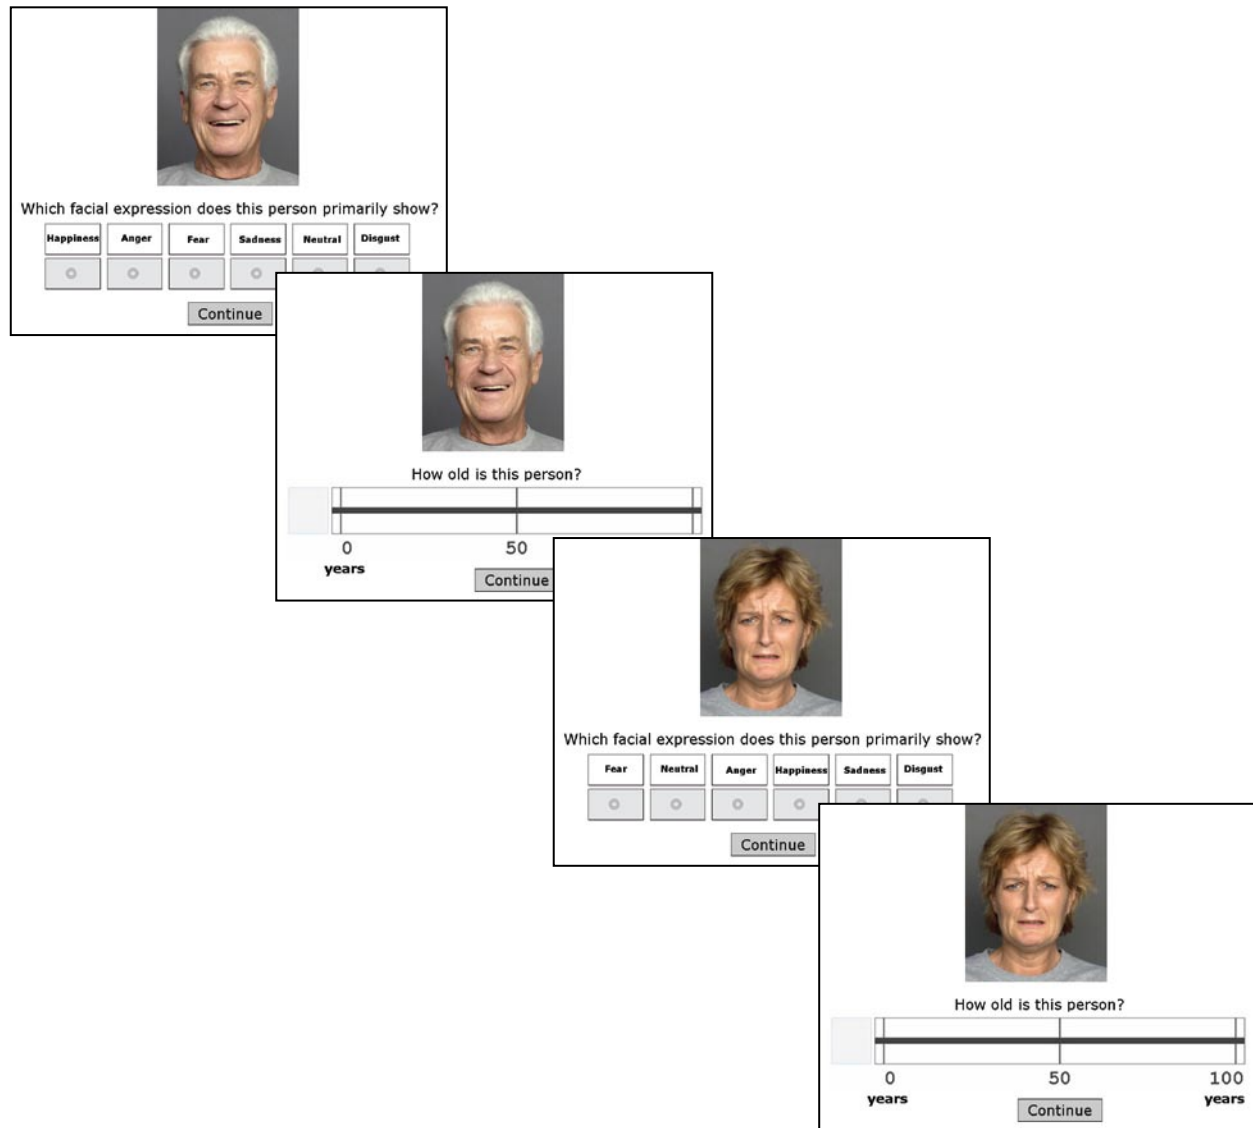 Which facial expression does this person primarily show?
Happiness Anger Fear Sadness Neutral Disgust
Continue
How old is this person?
0 50
years
Continue
Which facial expression does this person primarily show?
Fear Neutral Anger Happiness Sadness Disgust
Continue
How old is this person?
0 50 100
years years
Continue